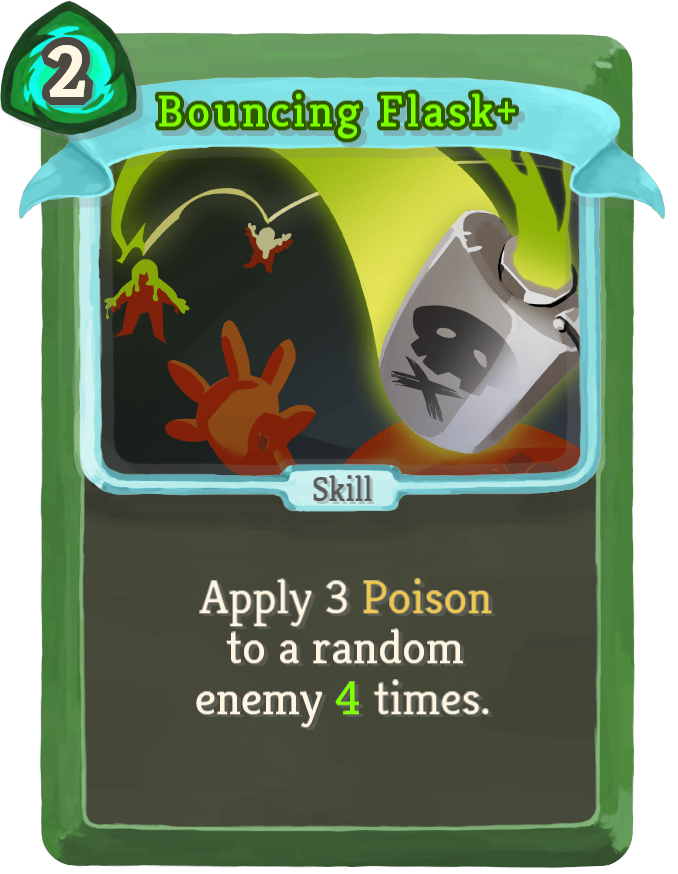 2
Bouncing Flask+
Skill
Apply 3 Poison
to a random
enemy 4 times.